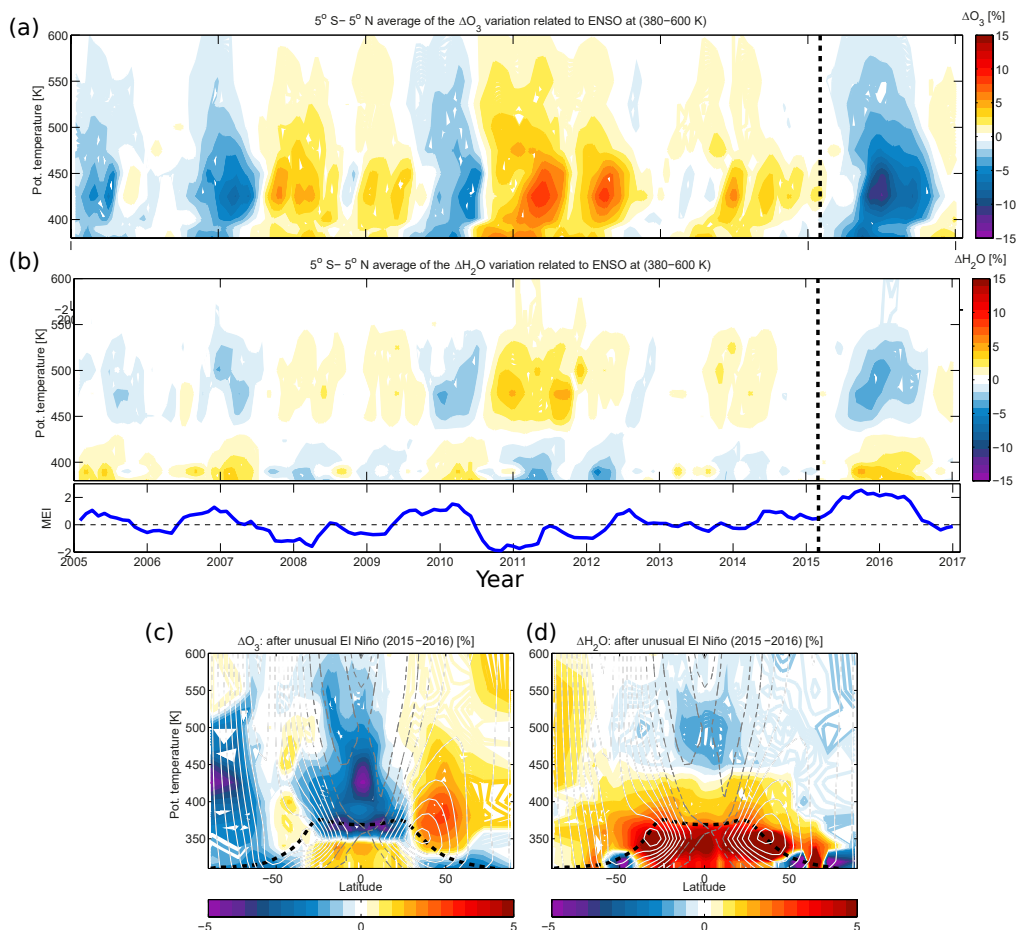 (a)
5° S− 5° N average of the ΔO3 variation related to ENSO at (380−600 K)
ΔO3 [%]
Pot. temperature [K]
600
550
500
450
400
15
10
5
0
−5
−10
−15
(b)
5° S− 5° N average of the ΔH2O variation related to ENSO at (380−600 K)
ΔH2O [%]
Pot. temperature [K]
600
550
500
450
400
15
10
5
0
−5
−10
−15
MEI
2
0
−2
2005 2006 2007 2008 2009 2010 2011 2012 2013 2014 2015 2016 2017
Year
(c)
ΔO3: after unusual El Niño (2015−2016) [%]
Pot. temperature [K]
600
550
500
450
400
350
−50 0 50
Latitude
−5 0 5
(d)
ΔH2O: after unusual El Niño (2015−2016) [%]
600
550
500
450
400
350
−50 0 50
Latitude
−5 0 5